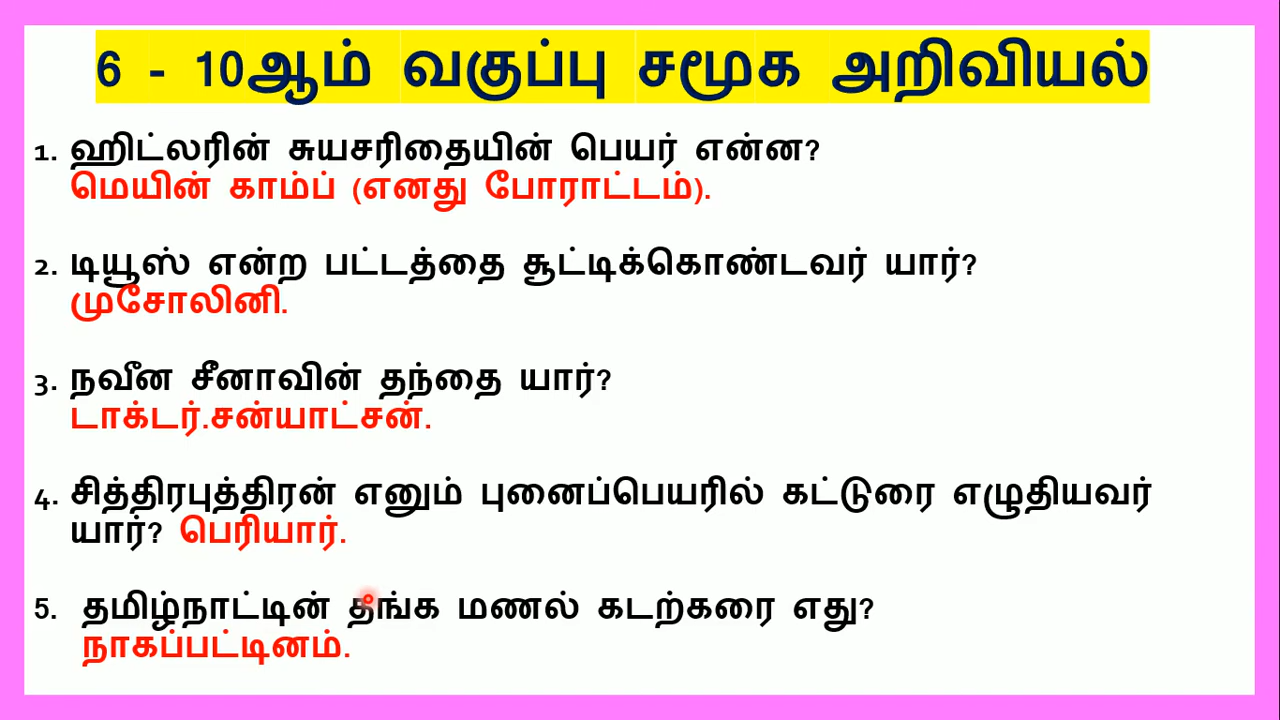 6 - 10ஆம் வகுப்பு சமூக அறிவியல்
1. ஹிட்லரின் சுயசரிதையின் பெயர் என்ன?
மெயின் காம்ப் (எனது போராட்டம்).
2. டியூஸ் என்ற பட்டத்தை சூட்டிக்கொண்டவர் யார்?
முசோலினி.
3. நவீன சீனாவின் தந்தை யார்?
டாக்டர்.சன்யாட்சன்.
4. சித்திரபுத்திரன் எனும் புனைப்பெயரில் கட்டுரை எழுதியவர்
யார்? பெரியார்.
5. தமிழ்நாட்டின் தீங்க மணல் கடற்கரை எது?
நாகப்பட்டினம்.